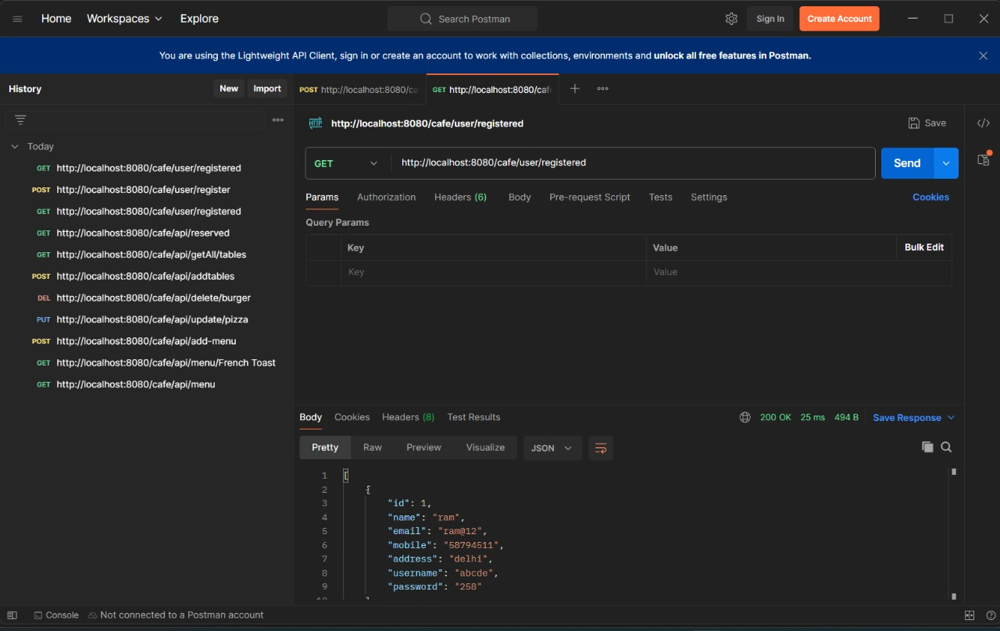 Home Workspaces Explore Search Postman Sign In Create Account
You are using the Lightweight API Client, sign in or create an account to work with collections, environments and unlock all free features in Postman.
History New Import
POST http://localhost:8080/ca GET http://localhost:8080/caf
Today
GET http://localhost:8080/cafe/user/registered
POST http://localhost:8080/cafe/user/register
GET http://localhost:8080/cafe/user/registered
GET http://localhost:8080/cafe/api/reserved
GET http://localhost:8080/cafe/api/getAll/tables
POST http://localhost:8080/cafe/api/addtables
DEL http://localhost:8080/cafe/api/delete/burger
PUT http://localhost:8080/cafe/api/update/pizza
POST http://localhost:8080/cafe/api/add-menu
GET http://localhost:8080/cafe/api/menu/French Toast
GET http://localhost:8080/cafe/api/menu
HTTP http://localhost:8080/cafe/user/registered Save
GET http://localhost:8080/cafe/user/registered Send
Params Authorization Headers (6) Body Pre-request Script Tests Settings Cookies
Query Params
Key Value Bulk Edit
Key Value
Body Cookies Headers (8) Test Results 200 OK 25 ms 494 B Save Response
Pretty Raw Preview Visualize JSON
1 [
2 {
3 "id": 1,
4 "name": "ram",
5 "email": "ram@12",
6 "mobile": "58794511",
7 "address": "delhi",
8 "username": "abcde",
9 "password": "258"
Console Not connected to a Postman account